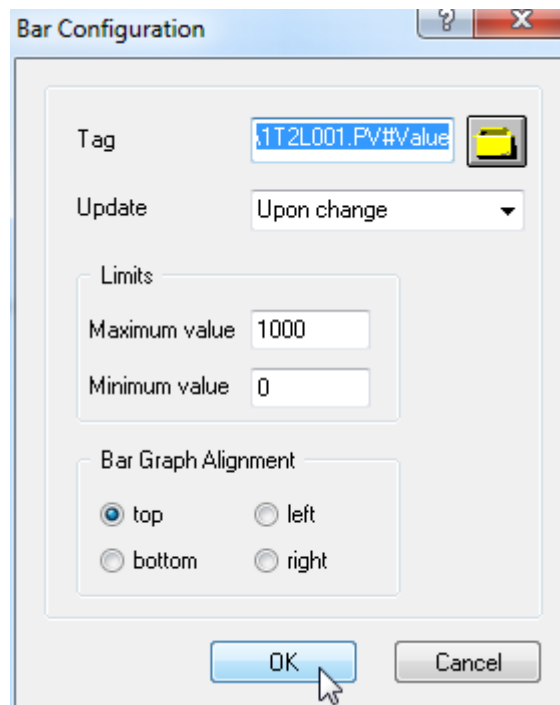 Bar Configuration
Tag
\1T2L001.PV#Value
Update
Upon change
Limits
Maximum value
1000
Minimum value
0
Bar Graph Alignment
top
left
bottom
right
OK
Cancel